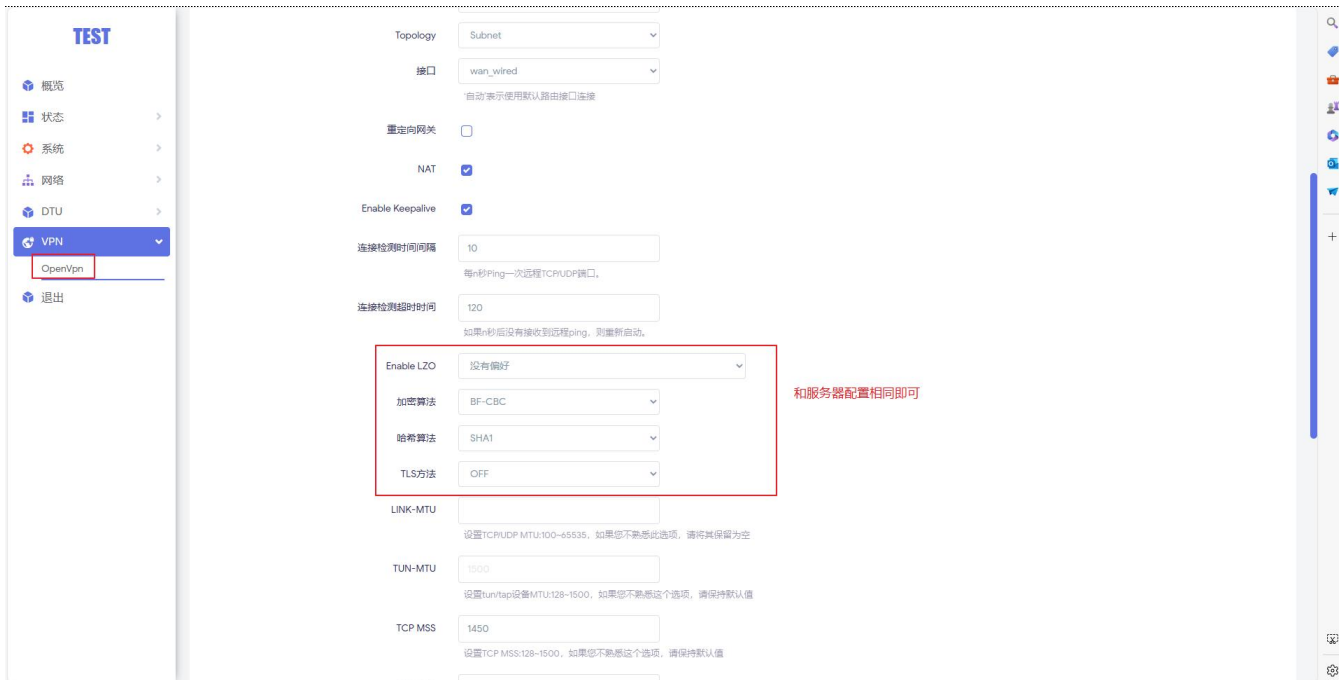 TEST
概览
状态
系统
网络
DTU
VPN
OpenVpn
退出
Topology Subnet
接口 wan_wired
'自动'表示使用默认路由接口连接
重定向网关
NAT
Enable Keepalive
连接检测时间间隔 10
每n秒Ping一次远程TCP/UDP端口。
连接检测超时时间 120
如果n秒后没有接收到远程ping，则重新启动。
Enable LZO 没有偏好
加密算法 BF-CBC
和服务器配置相同即可
哈希算法 SHA1
TLS方法 OFF
LINK-MTU
设置TCP/UDP MTU:100~65535，如果您不熟悉此选项，请将其保留为空
TUN-MTU 1500
设置tun/tap设备MTU:128~1500，如果您不熟悉这个选项，请保持默认值
TCP MSS 1450
设置TCP MSS:128~1500，如果您不熟悉这个选项，请保持默认值